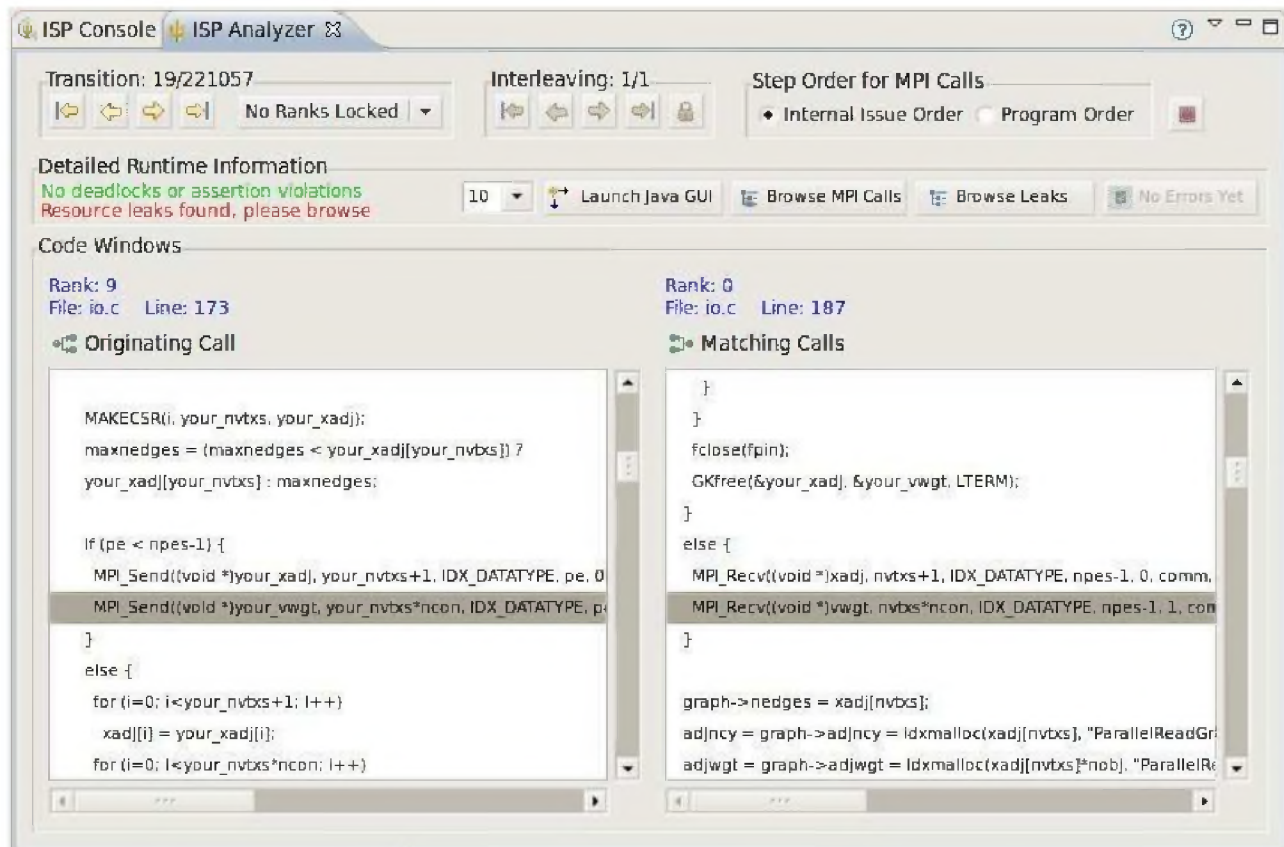 ISP Console ISP Analyzer
Transition: 19/221057 Interleaving: 1/1 Step Order for MPI Calls
No Ranks Locked Internal Issue Order Program Order
Detailed Runtime Information
No deadlocks or assertion violations
Resource leaks found, please browse
10 Launch Java GUI Browse MPI Calls Browse Leaks No Errors Yet
Code Windows
Rank: 9
File: io.c Line: 173
Originating Call
MAKECSR(i, your_nvtxs, your_xadj);
maxnedges = (maxnedges < your_xadj[your_nvtxs]) ?
your_xadj[your_nvtxs] : maxnedges;
if (pe < npes-1) {
MPI_Send((void *)your_xadj, your_nvtxs+1, IDX_DATATYPE, pe, 0
MPI_Send((void *)your_vwgt, your_nvtxs*ncon, IDX_DATATYPE, p
}
else {
for (i=0; i<your_nvtxs+1; i++)
xadj[i] = your_xadj[i];
for (i=0; i<your_nvtxs*ncon; i++)
Rank: 0
File: io.c Line: 187
Matching Calls
}
}
fclose(fpin);
GKfree(&your_xadj, &your_vwgt, LTERM);
}
else {
MPI_Recv((void *)xadj, nvtxs+1, IDX_DATATYPE, npes-1, 0, comm,
MPI_Recv((void *)vwgt, nvtxs*ncon, IDX_DATATYPE, npes-1, 1, com
}
graph->nedges = xadj[nvtxs];
adjncy = graph->adjncy = idxmalloc(xadj[nvtxs], "ParallelReadGr
adjwgt = graph->adjwgt = idxmalloc(xadj[nvtxs]*nobj, "ParallelRe